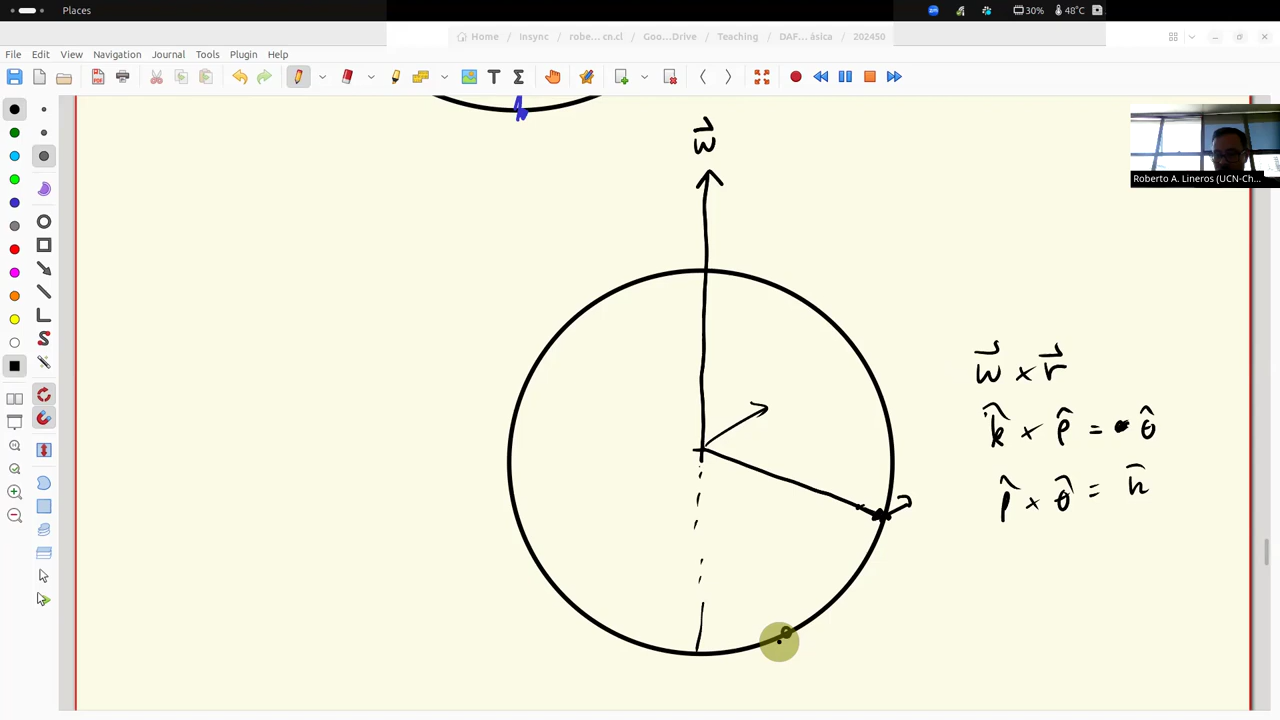 Places
30%
48°C
Home
Insync
robe... cn.cl
Goo...Drive
Teaching
DAF... ásica
202450
File Edit View Navigation Journal Tools Plugin Help
Roberto A. Lineros (UCN-Ch...
w⃗
w⃗ × r⃗
k̂ × ρ̂ = θ̂
ρ̂ × θ̂ =